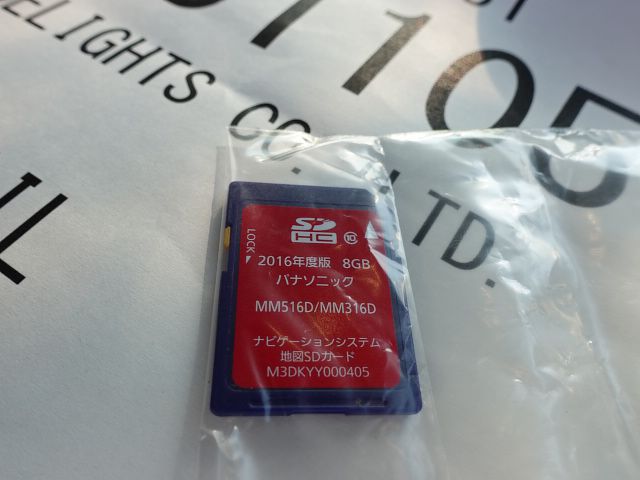 ELIGHTS CO., LTD.
SD
HC 10
LOCK
2016年度版 8GB
パナソニック
MM516D/MM316D
ナビゲーションシステム
地図SDカード
M3DKYY000405